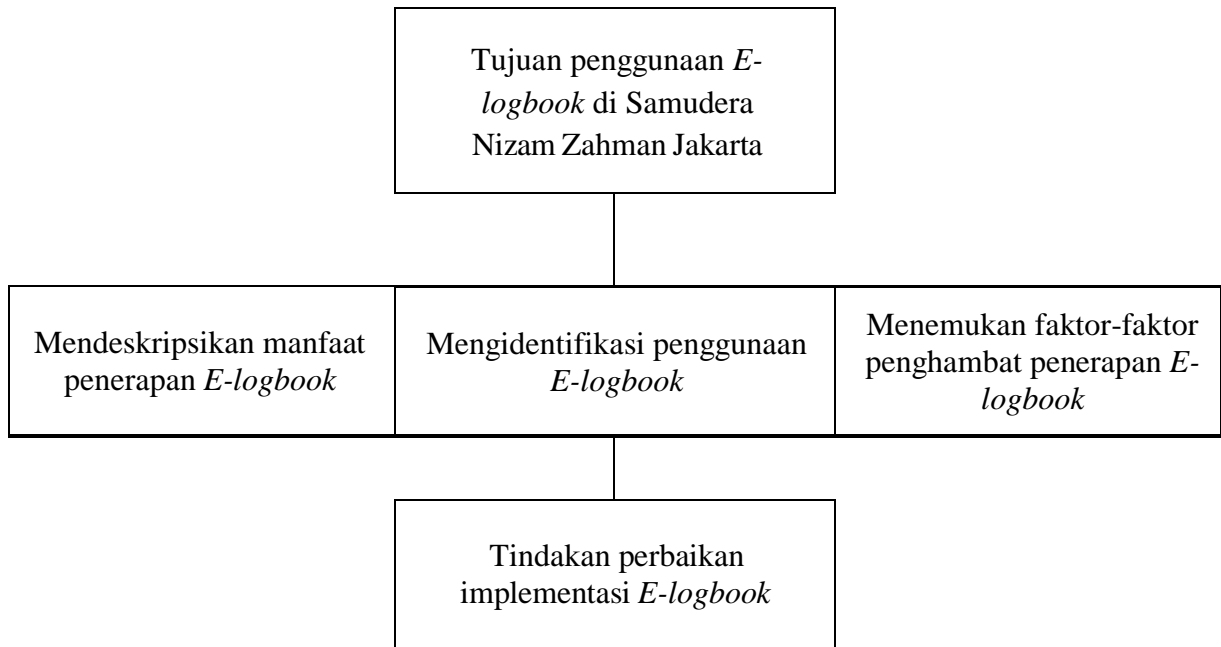 Tujuan penggunaan E-
logbook di Samudera
Nizam Zahman Jakarta
Mendeskripsikan manfaat
penerapan E-logbook
Mengidentifikasi penggunaan
E-logbook
Menemukan faktor-faktor
penghambat penerapan E-
logbook
Tindakan perbaikan
implementasi E-logbook